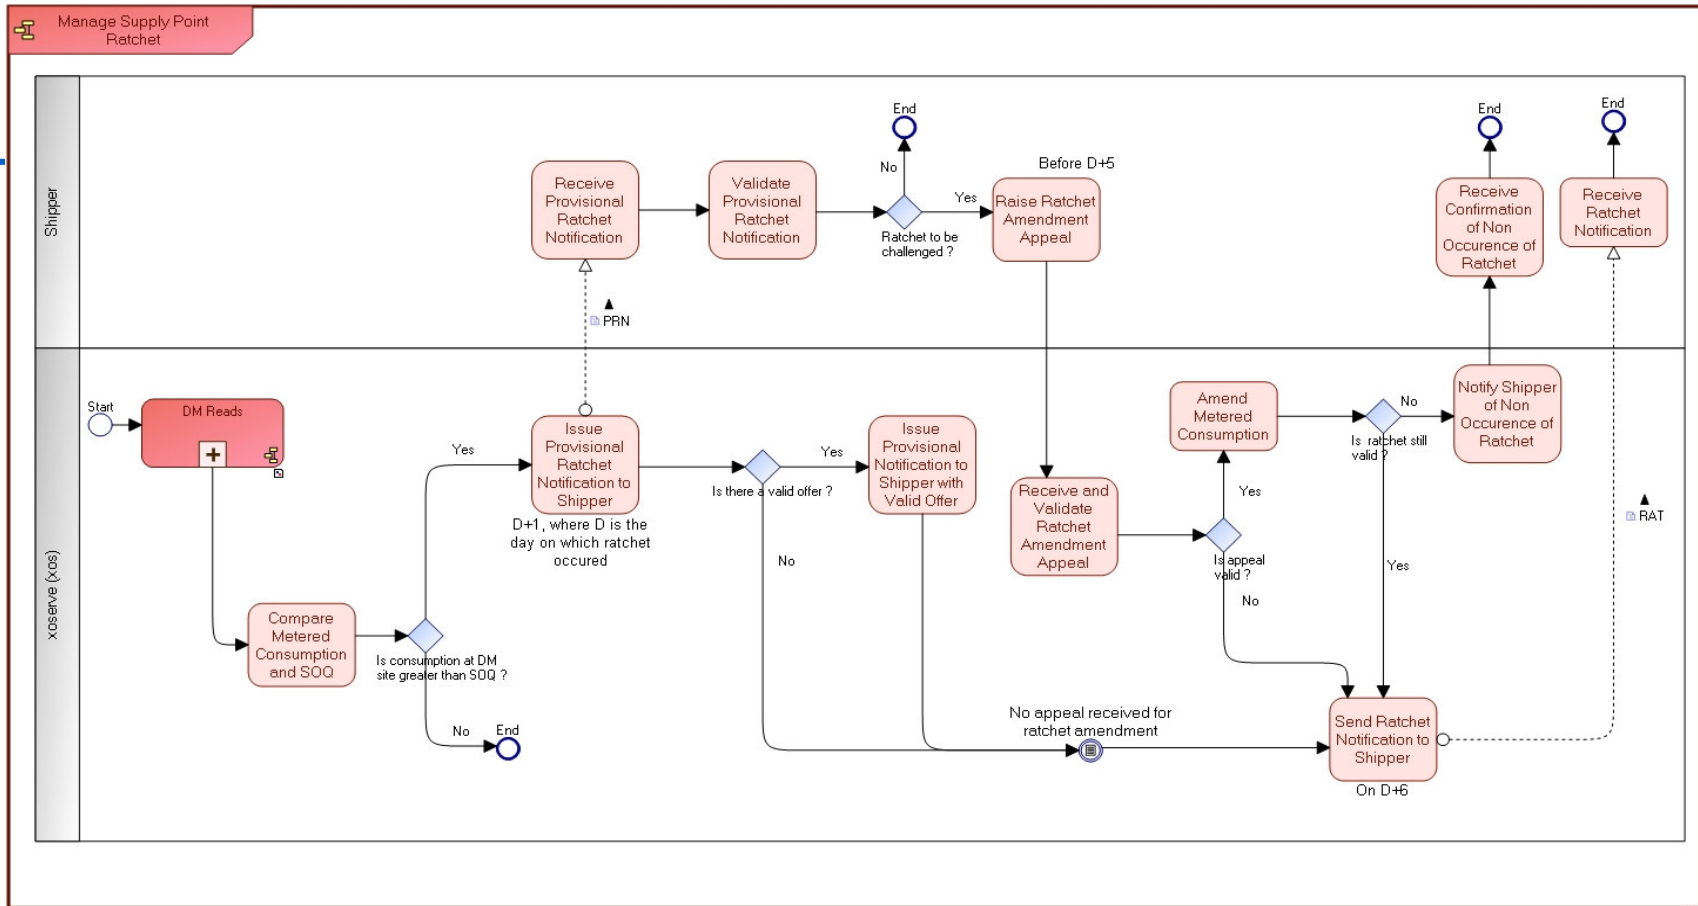 Manage Supply Point
Ratchet
Shipper
End
No
Yes
Before D+5
Receive
Provisional
Ratchet
Notification
Validate
Provisional
Ratchet
Notification
Ratchet to be
challenged ?
Raise Ratchet
Amendment
Appeal
End
Receive
Confirmation
of Non
Occurence of
Ratchet
End
Receive
Ratchet
Notification
PRN
xoserve (xos)
Start
DM Reads
Compare
Metered
Consumption
and SOQ
Is consumption at DM
site greater than SOQ ?
Yes
No
End
Issue
Provisional
Ratchet
Notification to
Shipper
D+1, where D is the
day on which ratchet
occured
Is there a valid offer ?
Yes
No
Issue
Provisional
Notification to
Shipper with
Valid Offer
Receive and
Validate
Ratchet
Amendment
Appeal
Is appeal
valid ?
Yes
No
Amend
Metered
Consumption
Is ratchet still
valid ?
No
Yes
Notify Shipper
of Non
Occurence of
Ratchet
RAT
No appeal received for
ratchet amendment
Send Ratchet
Notification to
Shipper
On D+6